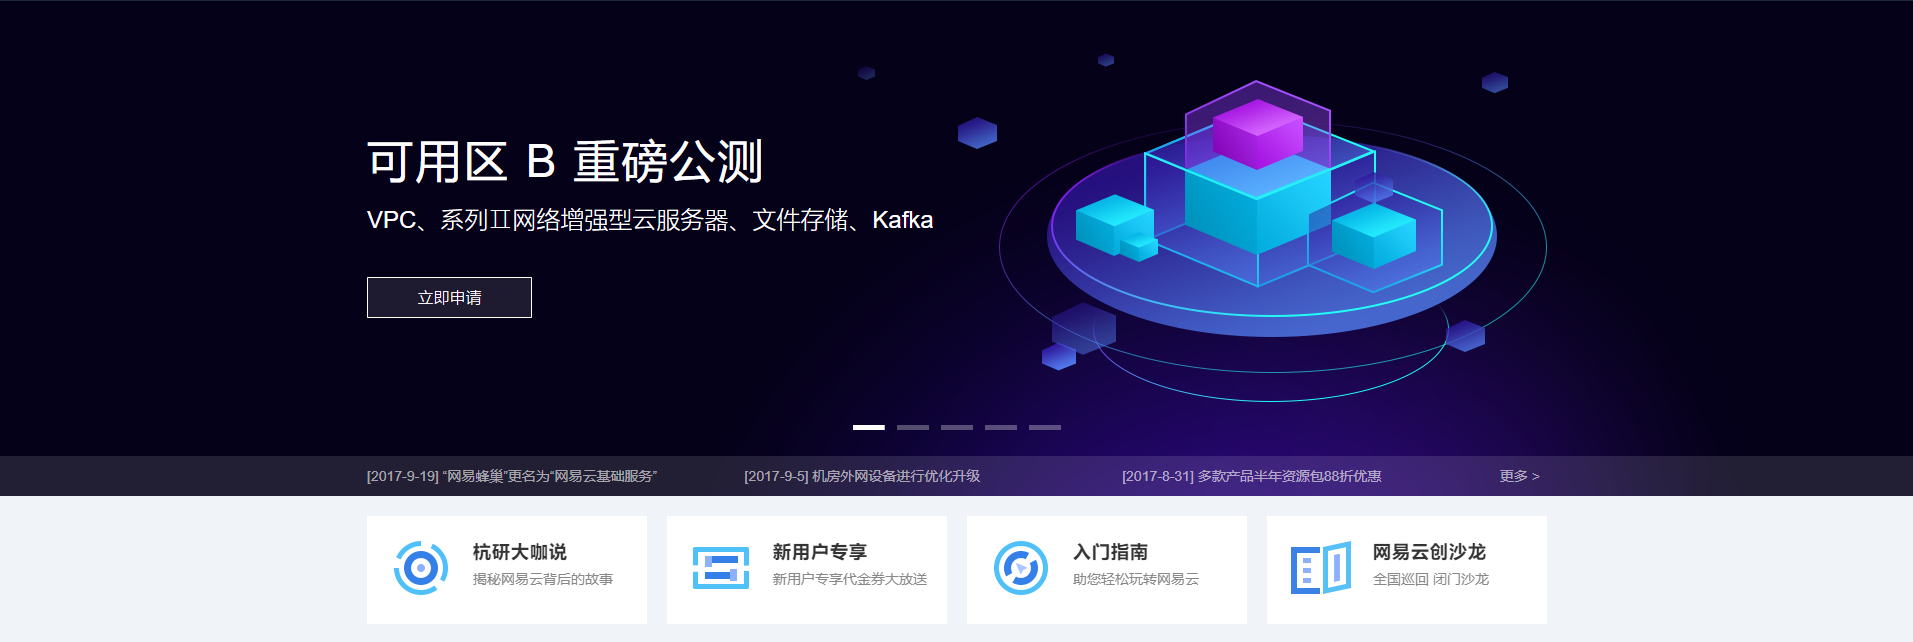 可用区 B 重磅公测
VPC、系列Ⅱ网络增强型云服务器、文件存储、Kafka
立即申请
[2017-9-19] “网易蜂巢”更名为“网易云基础服务”
[2017-9-5] 机房外网设备进行优化升级
[2017-8-31] 多款产品半年资源包88折优惠
更多 >
杭研大咖说
揭秘网易云背后的故事
新用户专享
新用户专享代金券大放送
入门指南
助您轻松玩转网易云
网易云创沙龙
全国巡回 闭门沙龙